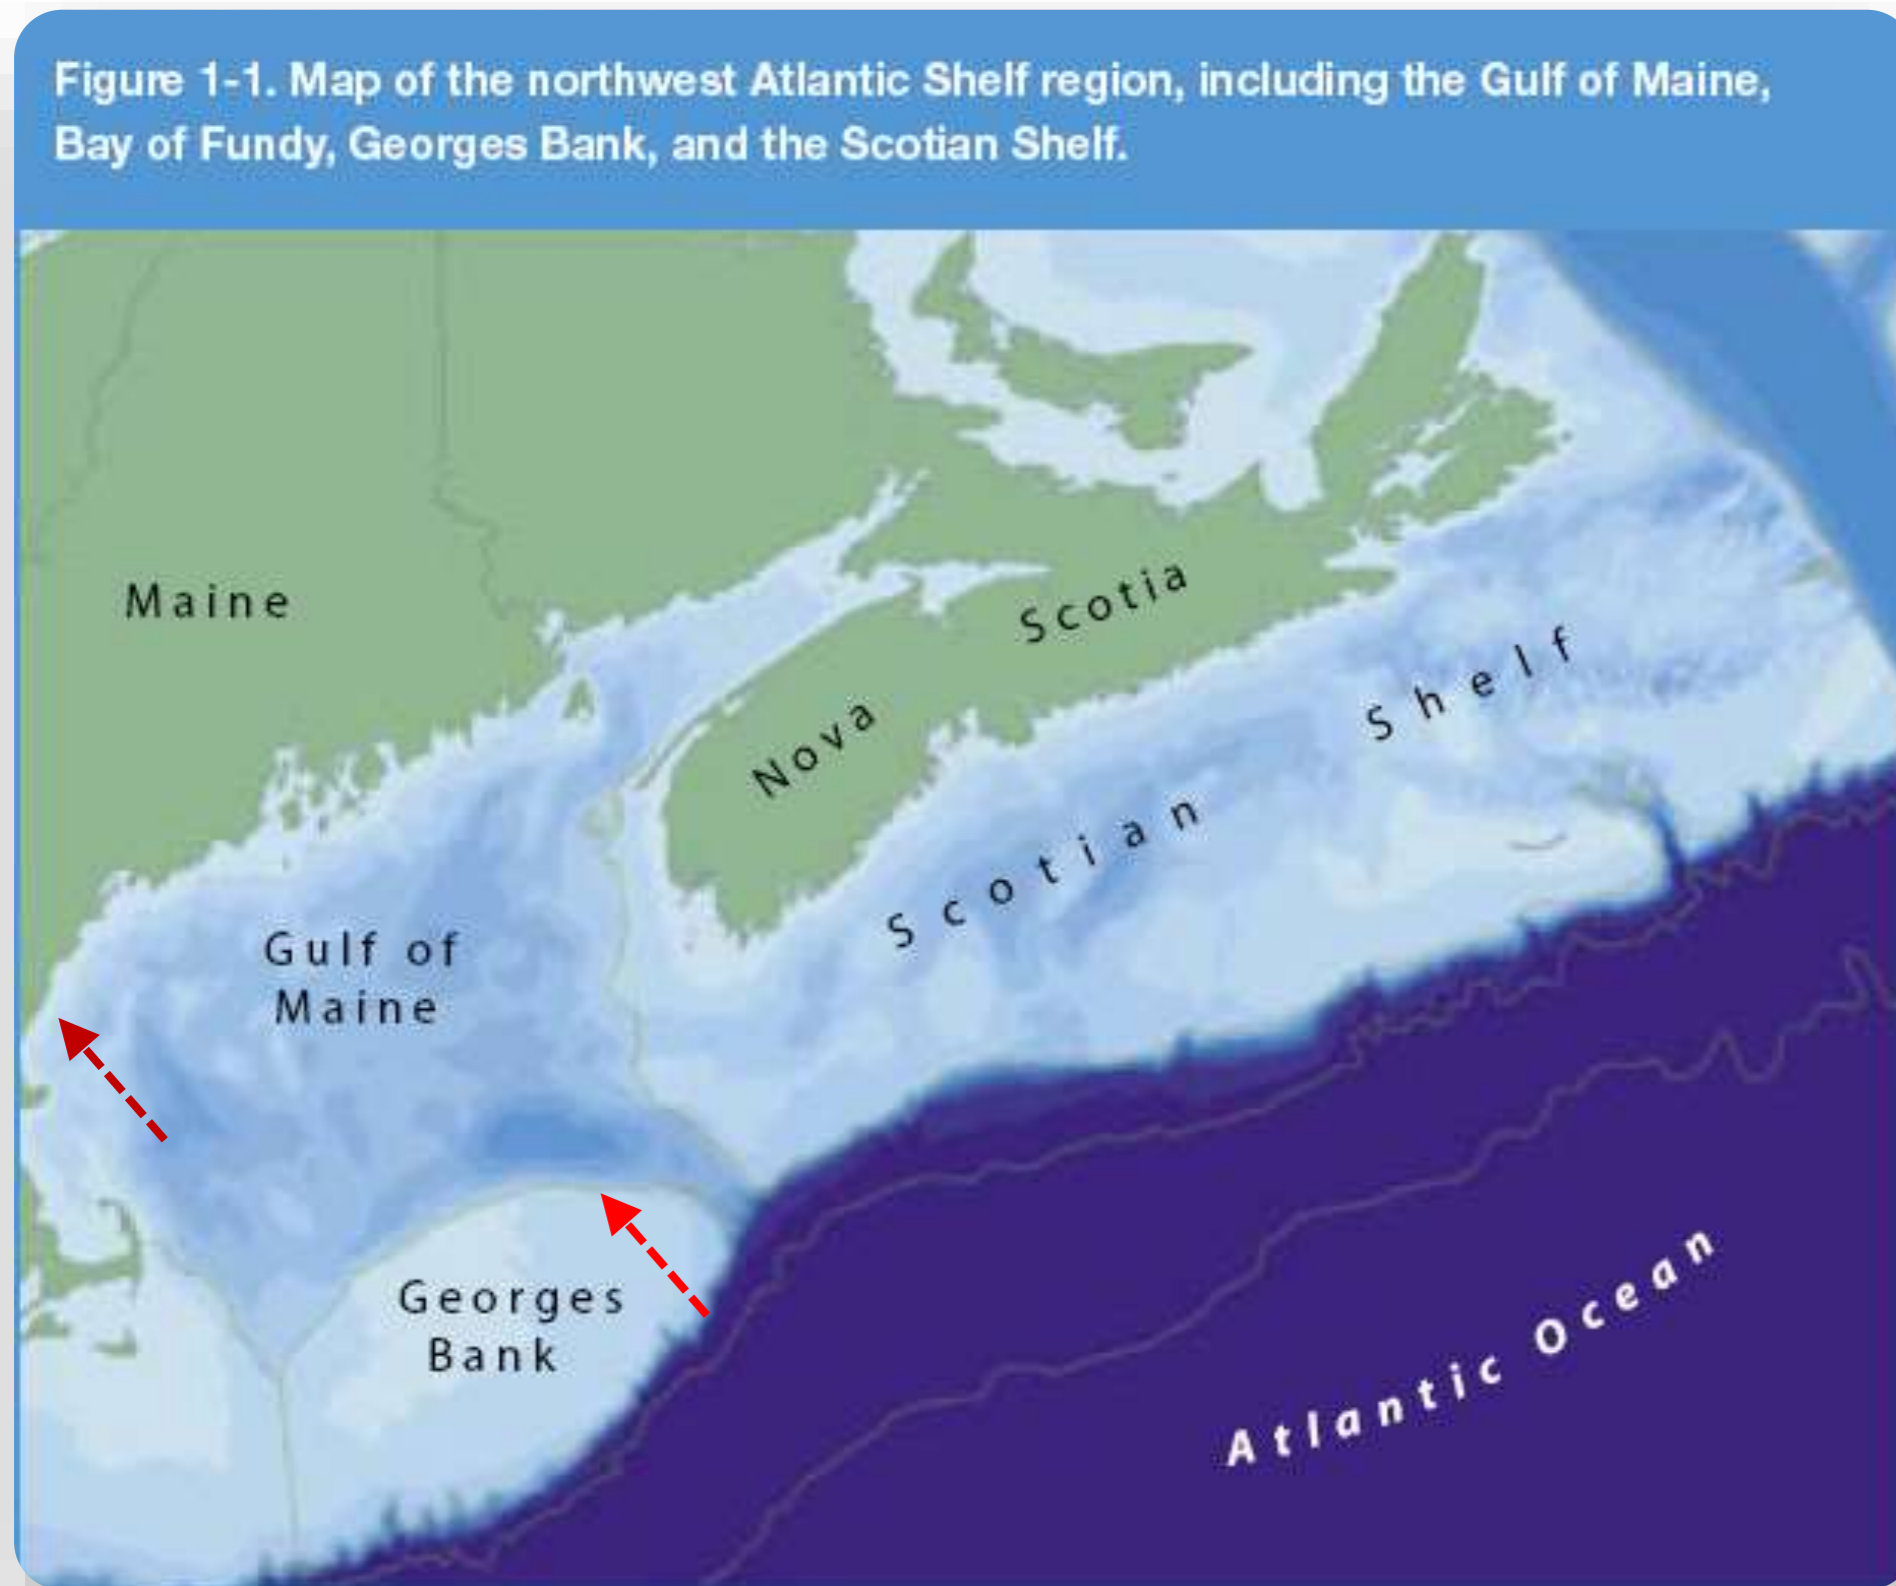 Figure 1-1. Map of the northwest Atlantic Shelf region, including the Gulf of Maine,
Bay of Fundy, Georges Bank, and the Scotian Shelf.
Maine
Nova Scotia
Scotian Shelf
Gulf of
Maine
Georges
Bank
Atlantic Ocean